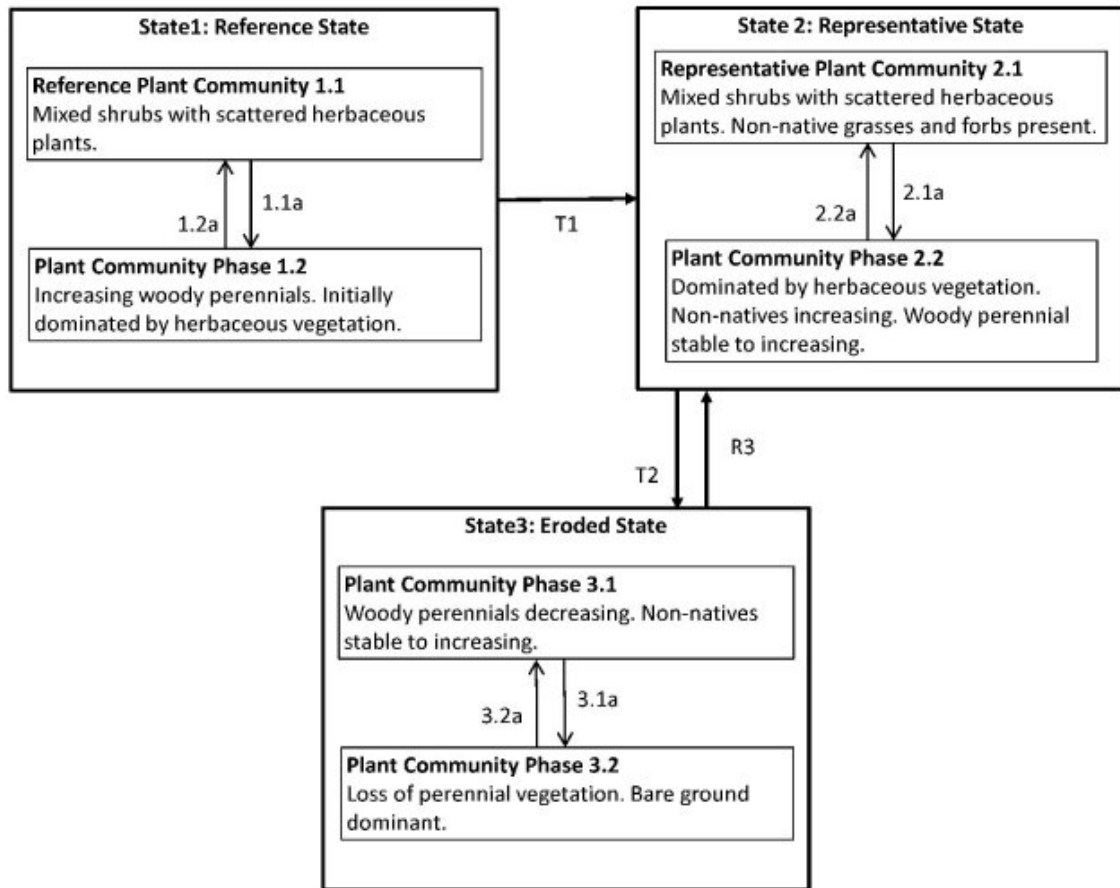 State1: Reference State
Reference Plant Community 1.1
Mixed shrubs with scattered herbaceous
plants.
1.2a
1.1a
Plant Community Phase 1.2
Increasing woody perennials. Initially
dominated by herbaceous vegetation.
T1
State 2: Representative State
Representative Plant Community 2.1
Mixed shrubs with scattered herbaceous
plants. Non-native grasses and forbs present.
2.2a
2.1a
Plant Community Phase 2.2
Dominated by herbaceous vegetation.
Non-natives increasing. Woody perennial
stable to increasing.
T2
R3
State3: Eroded State
Plant Community Phase 3.1
Woody perennials decreasing. Non-natives
stable to increasing.
3.2a
3.1a
Plant Community Phase 3.2
Loss of perennial vegetation. Bare ground
dominant.